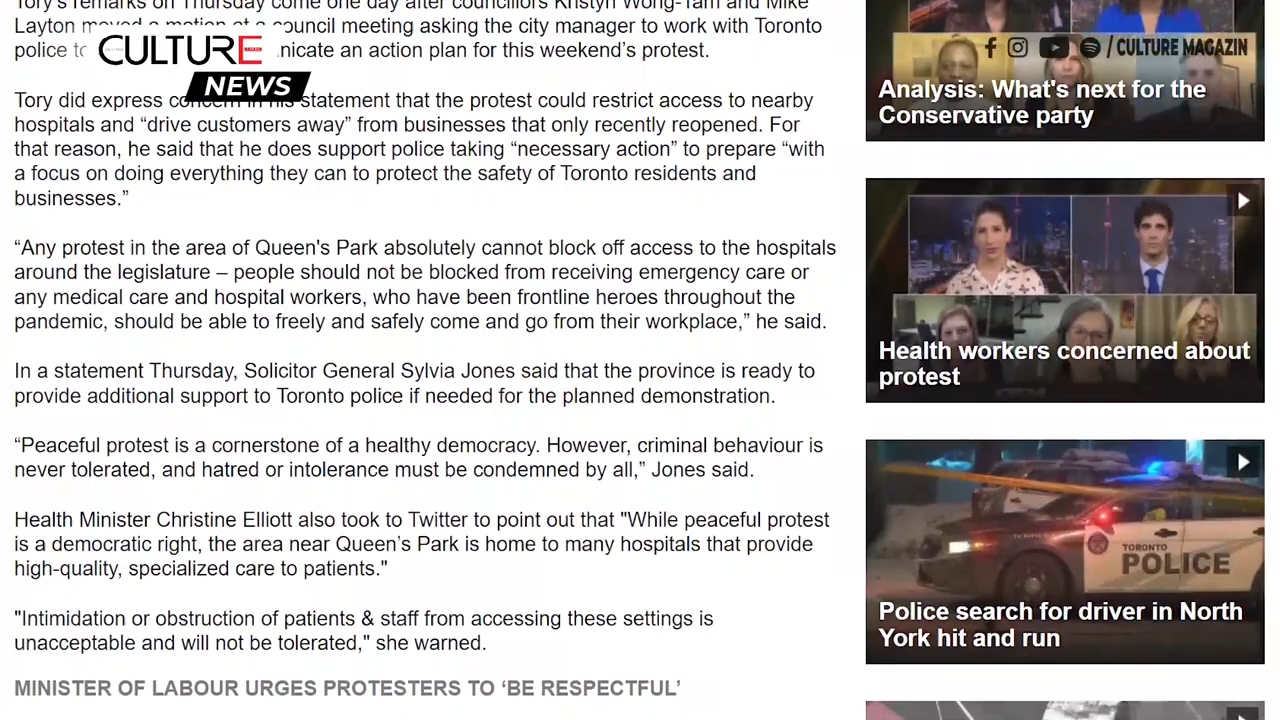 Tory's remarks on Thursday come one day after councillors Kristyn Wong-Tam and Mike
Layton moved a motion at a council meeting asking the city manager to work with Toronto
police to nicate an action plan for this weekend’s protest.
CULTURE
NEWS
Tory did express concern in his statement that the protest could restrict access to nearby
hospitals and “drive customers away” from businesses that only recently reopened. For
that reason, he said that he does support police taking “necessary action” to prepare “with
a focus on doing everything they can to protect the safety of Toronto residents and
businesses.”
“Any protest in the area of Queen's Park absolutely cannot block off access to the hospitals
around the legislature – people should not be blocked from receiving emergency care or
any medical care and hospital workers, who have been frontline heroes throughout the
pandemic, should be able to freely and safely come and go from their workplace,” he said.
In a statement Thursday, Solicitor General Sylvia Jones said that the province is ready to
provide additional support to Toronto police if needed for the planned demonstration.
“Peaceful protest is a cornerstone of a healthy democracy. However, criminal behaviour is
never tolerated, and hatred or intolerance must be condemned by all,” Jones said.
Health Minister Christine Elliott also took to Twitter to point out that "While peaceful protest
is a democratic right, the area near Queen’s Park is home to many hospitals that provide
high-quality, specialized care to patients."
"Intimidation or obstruction of patients & staff from accessing these settings is
unacceptable and will not be tolerated," she warned.
MINISTER OF LABOUR URGES PROTESTERS TO ‘BE RESPECTFUL’
/ CULTURE MAGAZIN
Analysis: What's next for the
Conservative party
Health workers concerned about
protest
TORONTO
POLICE
Police search for driver in North
York hit and run